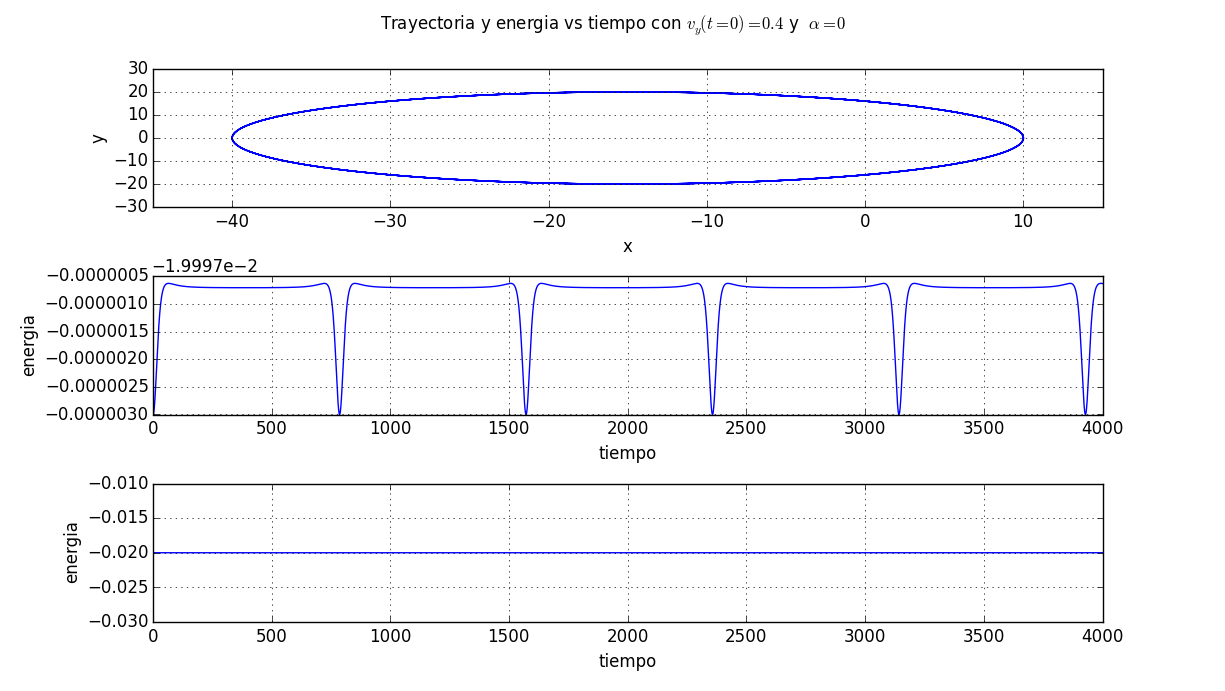 Trayectoria y energia vs tiempo con v_y(t=0)=0.4 y α=0
30
20
10
0
−10
−20
−30
y
−40 −30 −20 −10 0 10
x
−1.9997e−2
−0.0000005
−0.0000010
−0.0000015
−0.0000020
−0.0000025
−0.0000030
energia
0 500 1000 1500 2000 2500 3000 3500 4000
tiempo
−0.010
−0.015
−0.020
−0.025
−0.030
energia
0 500 1000 1500 2000 2500 3000 3500 4000
tiempo